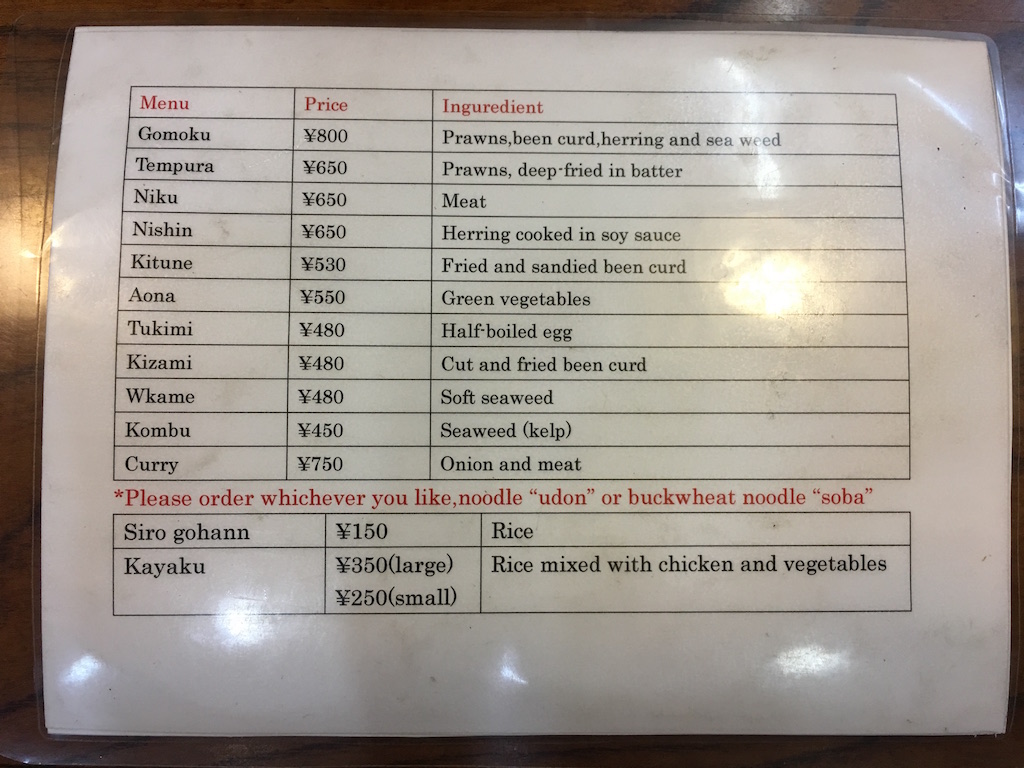 Menu Price Inguredient
Gomoku ¥800 Prawns,been curd,herring and sea weed
Tempura ¥650 Prawns, deep-fried in batter
Niku ¥650 Meat
Nishin ¥650 Herring cooked in soy sauce
Kitune ¥530 Fried and sandied been curd
Aona ¥550 Green vegetables
Tukimi ¥480 Half-boiled egg
Kizami ¥480 Cut and fried been curd
Wkame ¥480 Soft seaweed
Kombu ¥450 Seaweed (kelp)
Curry ¥750 Onion and meat
*Please order whichever you like,noodle “udon” or buckwheat noodle “soba”
Siro gohann ¥150 Rice
Kayaku ¥350(large) Rice mixed with chicken and vegetables
¥250(small)